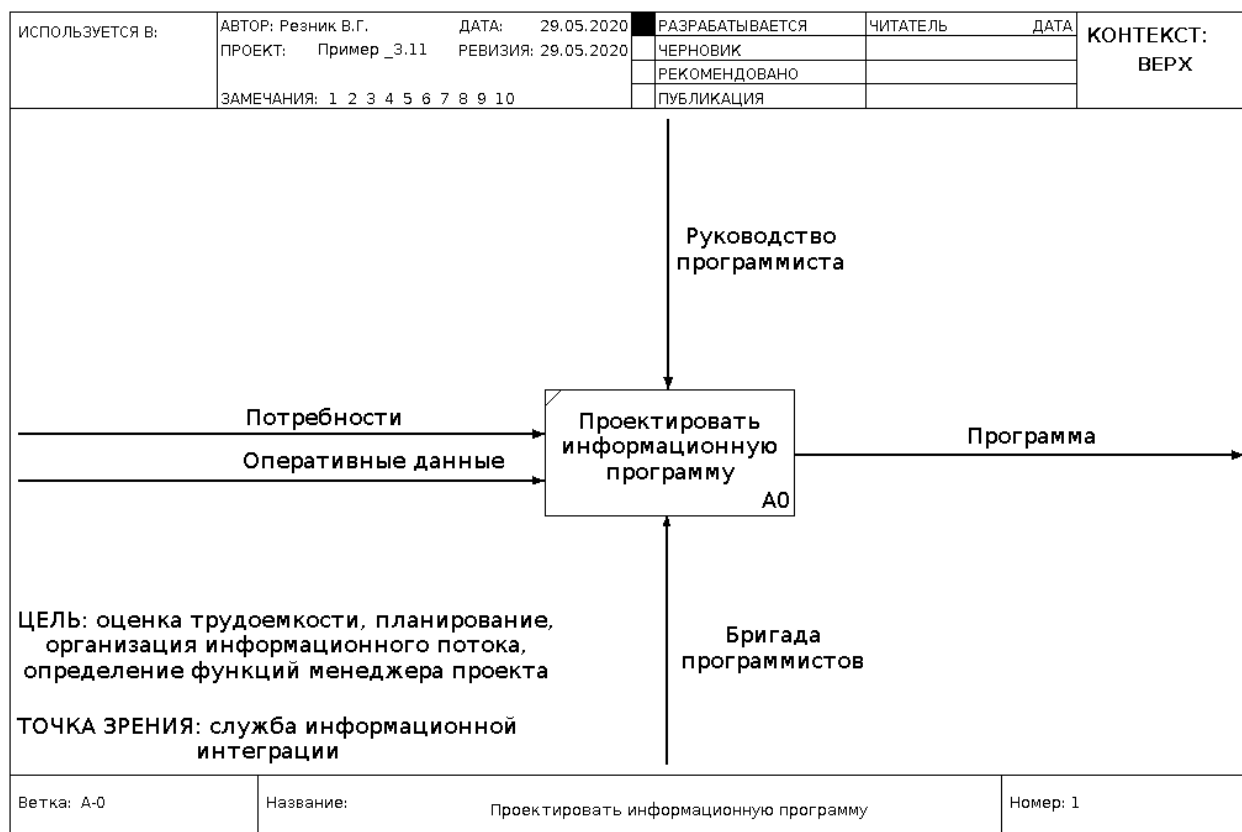 ИСПОЛЬЗУЕТСЯ В:
АВТОР: Резник В.Г.
ДАТА: 29.05.2020
ПРОЕКТ: Пример _3.11
РЕВИЗИЯ: 29.05.2020
ЗАМЕЧАНИЯ: 1 2 3 4 5 6 7 8 9 10
РАЗРАБАТЫВАЕТСЯ
ЧЕРНОВИК
РЕКОМЕНДОВАНО
ПУБЛИКАЦИЯ
ЧИТАТЕЛЬ ДАТА
КОНТЕКСТ:
ВЕРХ
Руководство
программиста
Потребности
Оперативные данные
Проектировать
информационную
программу
A0
Программа
ЦЕЛЬ: оценка трудоемкости, планирование,
организация информационного потока,
определение функций менеджера проекта
Бригада
программистов
ТОЧКА ЗРЕНИЯ: служба информационной
интеграции
Ветка: A-0
Название: Проектировать информационную программу
Номер: 1